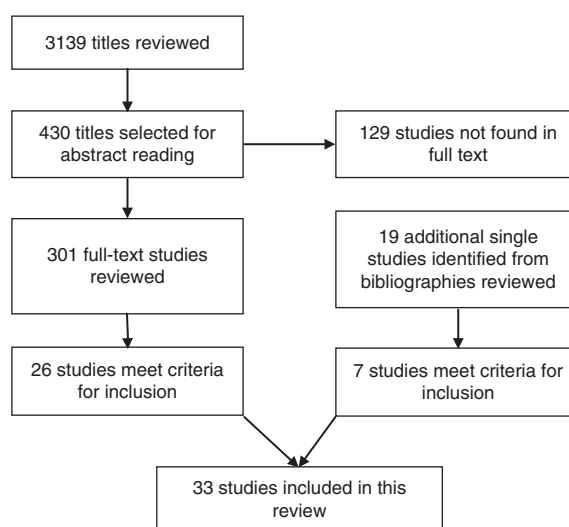 3139 titles reviewed
430 titles selected for
abstract reading
129 studies not found in
full text
301 full-text studies
reviewed
19 additional single
studies identified from
bibliographies reviewed
26 studies meet criteria
for inclusion
7 studies meet criteria for
inclusion
33 studies included in this
review